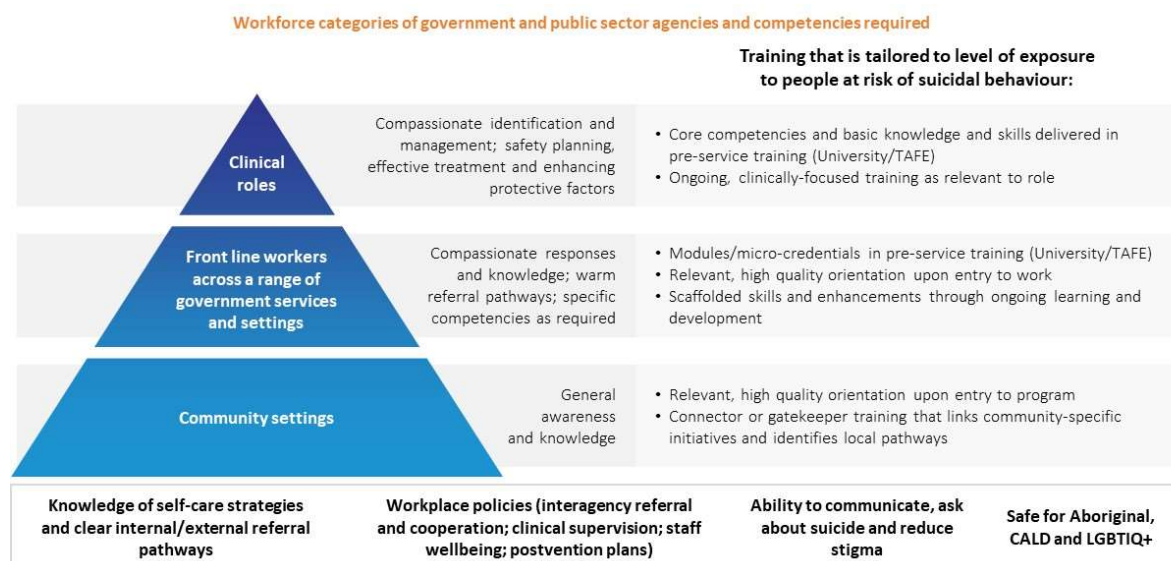 Workforce categories of government and public sector agencies and competencies required
Training that is tailored to level of exposure
to people at risk of suicidal behaviour:
Clinical
roles
Compassionate identification and
management; safety planning,
effective treatment and enhancing
protective factors
• Core competencies and basic knowledge and skills delivered in
pre-service training (University/TAFE)
• Ongoing, clinically-focused training as relevant to role
Front line workers
across a range of
government services
and settings
Compassionate responses
and knowledge; warm
referral pathways; specific
competencies as required
• Modules/micro-credentials in pre-service training (University/TAFE)
• Relevant, high quality orientation upon entry to work
• Scaffolded skills and enhancements through ongoing learning and
development
Community settings
General
awareness
and knowledge
• Relevant, high quality orientation upon entry to program
• Connector or gatekeeper training that links community-specific
initiatives and identifies local pathways
Knowledge of self-care strategies
and clear internal/external referral
pathways
Workplace policies (interagency referral
and cooperation; clinical supervision; staff
wellbeing; postvention plans)
Ability to communicate, ask
about suicide and reduce
stigma
Safe for Aboriginal,
CALD and LGBTIQ+